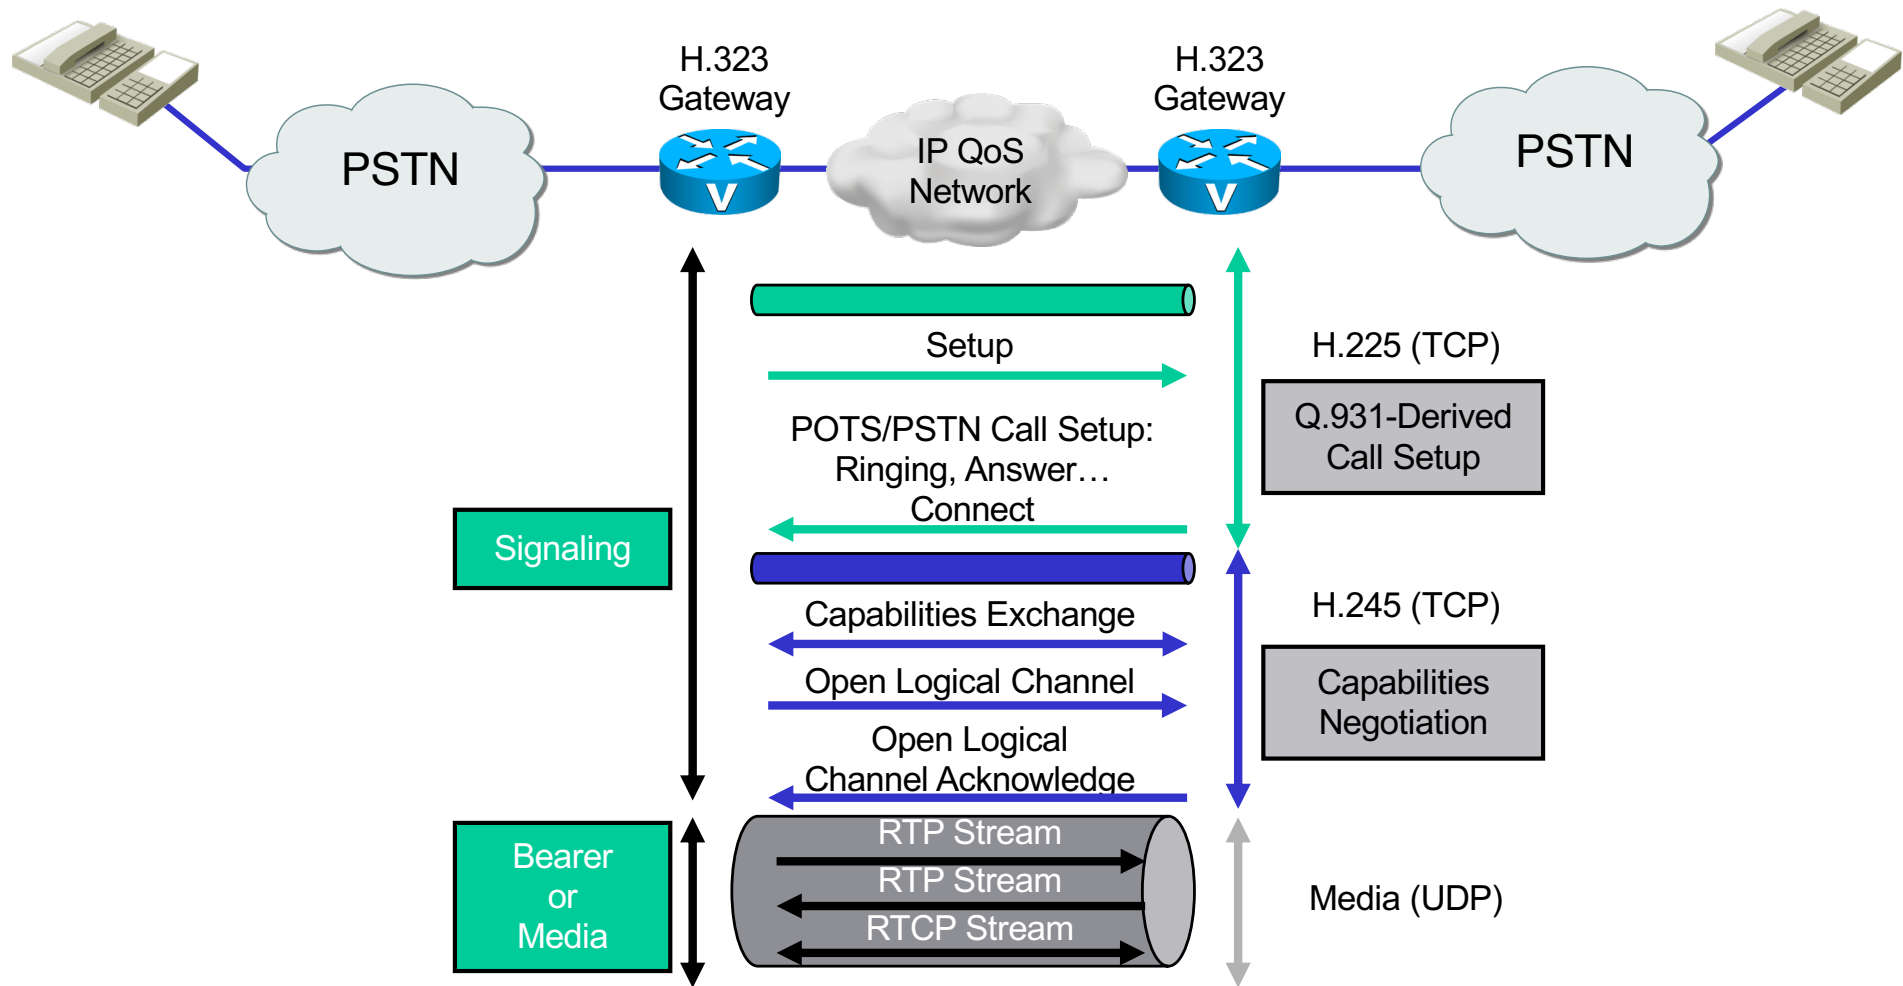 H.323
Gateway
H.323
Gateway
PSTN
IP QoS
Network
PSTN
V
V
Setup
H.225 (TCP)
POTS/PSTN Call Setup:
Ringing, Answer…
Connect
Q.931-Derived
Call Setup
Signaling
Capabilities Exchange
H.245 (TCP)
Open Logical Channel
Capabilities
Negotiation
Open Logical
Channel Acknowledge
Bearer
or
Media
RTP Stream
RTP Stream
RTCP Stream
Media (UDP)